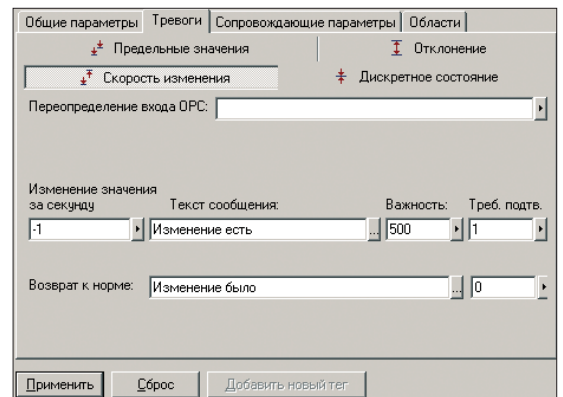 Общие параметры Тревоги Сопровождающие параметры Области
Предельные значения Отклонение
Скорость изменения Дискретное состояние
Переопределение входа OPC:
Изменение значения
за секунду Текст сообщения: Важность: Треб. подтв.
-1 Изменение есть ... 500 1
Возврат к норме: Изменение было ... 0
Применить Сброс Добавить новый тег